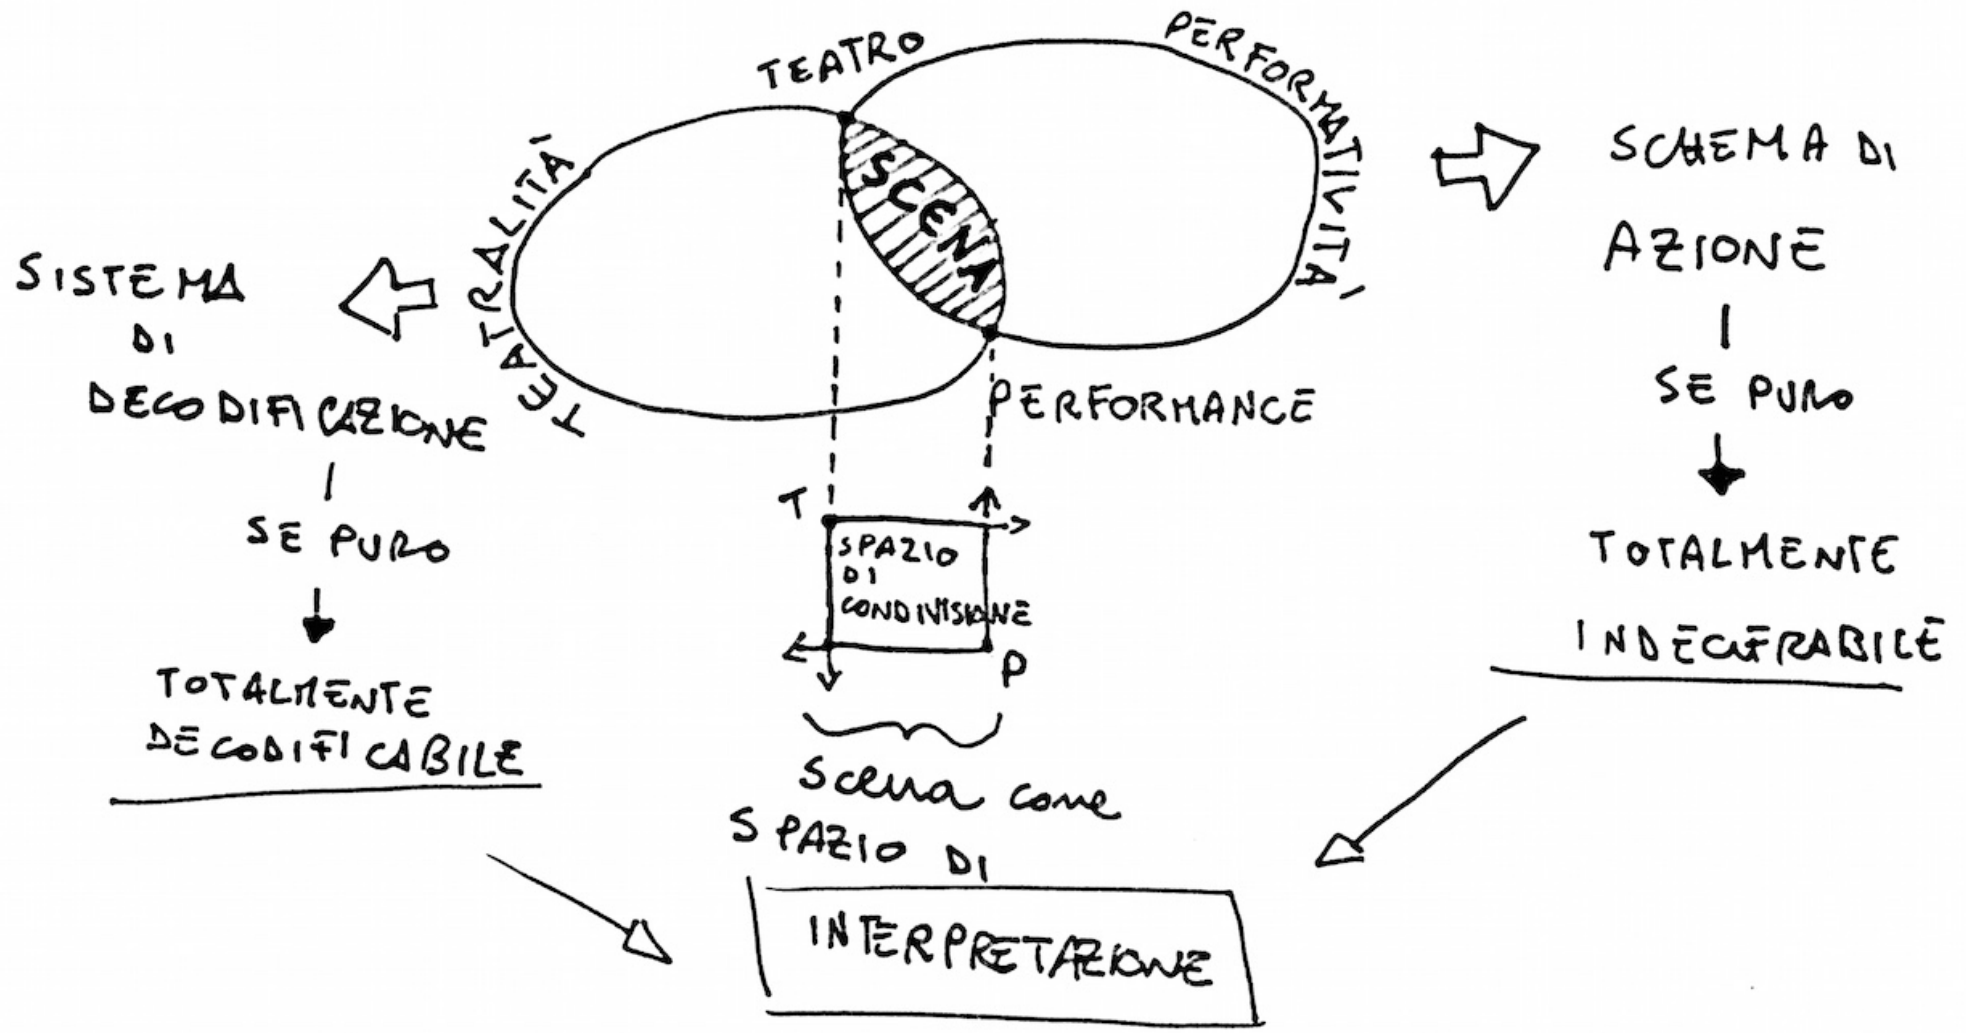 TEATRO
PERFORMATIVITÀ
TEATRALITÀ
SCENA
PERFORMANCE
SISTEMA
DI
DECODIFICAZIONE
SE PURO
TOTALMENTE
DECODIFICABILE
SCHEMA DI
AZIONE
SE PURO
TOTALMENTE
INDECIFRABILE
T
SPAZIO
DI
CONDIVISIONE
P
Scena come
SPAZIO DI
INTERPRETAZIONE